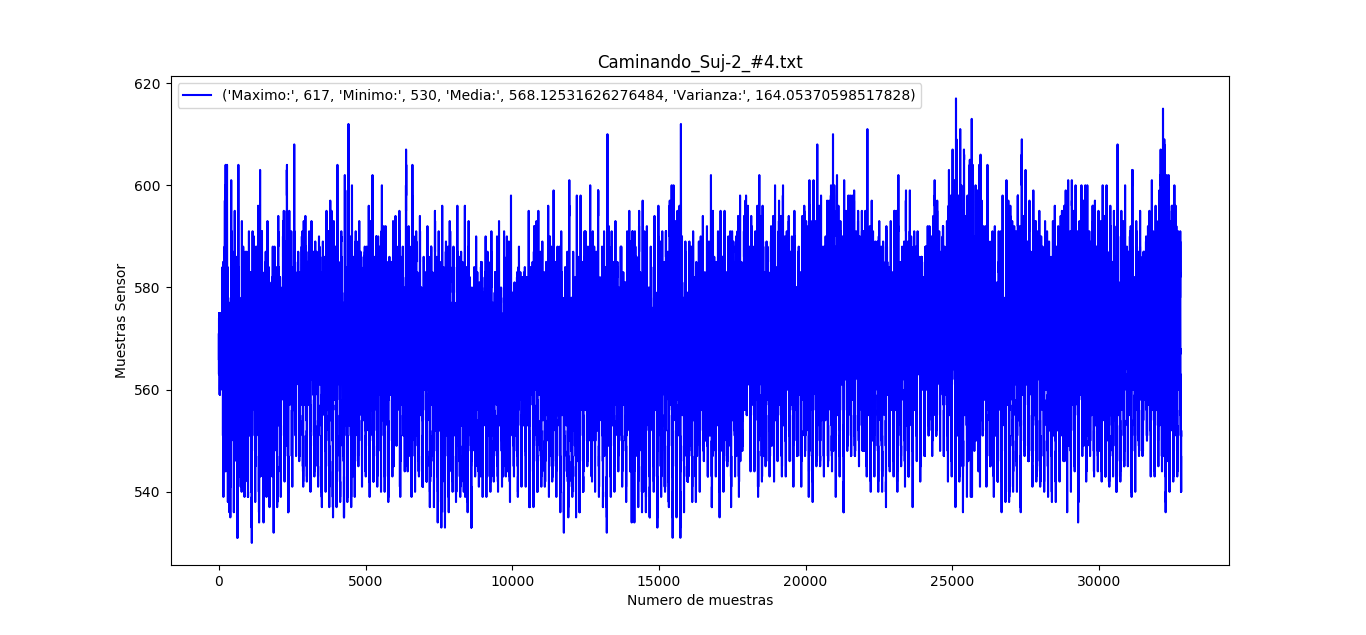 Caminando_Suj-2_#4.txt
('Maximo:', 617, 'Minimo:', 530, 'Media:', 568.12531626276484, 'Varianza:', 164.05370598517828)
620
600
580
560
540
Muestras Sensor
0 5000 10000 15000 20000 25000 30000
Numero de muestras